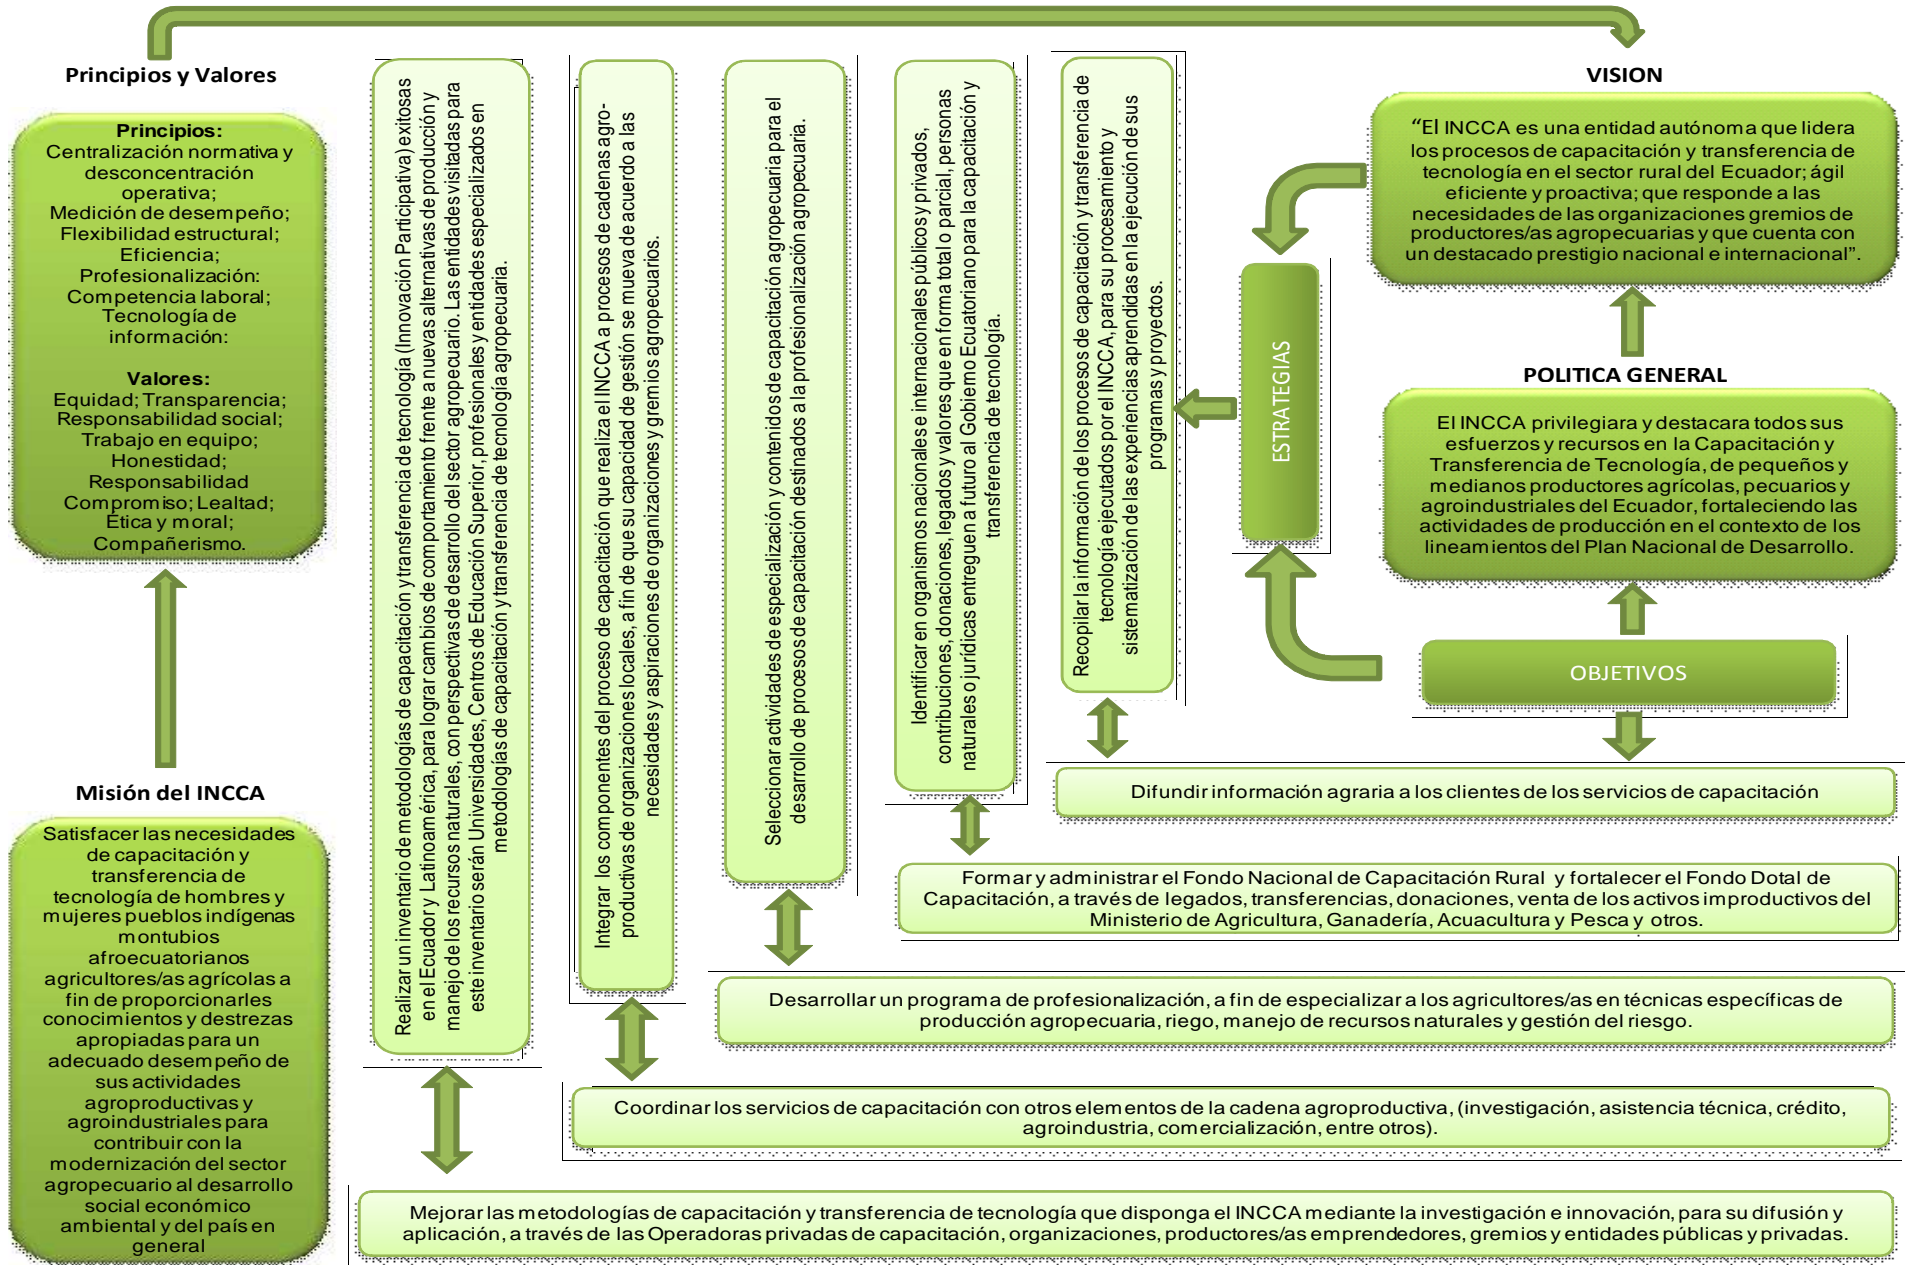 Principios y Valores
Principios:
Centralización normativa y
desconcentración
operativa;
Medición de desempeño;
Flexibilidad estructural;
Eficiencia;
Profesionalización:
Competencia laboral;
Tecnología de
información:
Valores:
Equidad; Transparencia;
Responsabilidad social;
Trabajo en equipo;
Honestidad;
Responsabilidad
Compromiso; Lealtad;
Ética y moral;
Compañerismo.
Misión del INCCA
Satisfacer las necesidades
de capacitación y
transferencia de
tecnología de hombres y
mujeres pueblos indígenas
montubios
afroecuatorianos
agricultores/as agrícolas a
fin de proporcionarles
conocimientos y destrezas
apropiadas para un
adecuado desempeño de
sus actividades
agroproductivas y
agroindustriales para
contribuir con la
modernización del sector
agropecuario al desarrollo
social económico
ambiental y del país en
general
Realizar un inventario de metodologías de capacitación y transferencia de tecnología (Innovación Participativa) exitosas
en el Ecuador y Latinoamérica, para lograr cambios de comportamiento frente a nuevas alternativas de producción y
manejo de los recursos naturales, con perspectivas de desarrollo del sector agropecuario. Las entidades visitadas para
este inventario serán Universidades, Centros de Educación Superior, profesionales y entidades especializados en
metodologías de capacitación y transferencia de tecnología agropecuaria.
Integrar los componentes del proceso de capacitación que realiza el INCCA a procesos de cadenas agro-
productivas de organizaciones locales, a fin de que su capacidad de gestión se mueva de acuerdo a las
necesidades y aspiraciones de organizaciones y gremios agropecuarios.
Seleccionar actividades de especialización y contenidos de capacitación agropecuaria para el
desarrollo de procesos de capacitación destinados a la profesionalización agropecuaria.
Identificar en organismos nacionales e internacionales públicos y privados,
contribuciones, donaciones, legados y valores que en forma total o parcial, personas
naturales o jurídicas entreguen a futuro al Gobierno Ecuatoriano para la capacitación y
transferencia de tecnología.
Recopilar la información de los procesos de capacitación y transferencia de
tecnología ejecutados por el INCCA, para su procesamiento y
sistematización de las experiencias aprendidas en la ejecución de sus
programas y proyectos.
ESTRATEGIAS
VISION
“El INCCA es una entidad autónoma que lidera
los procesos de capacitación y transferencia de
tecnología en el sector rural del Ecuador; ágil
eficiente y proactiva; que responde a las
necesidades de las organizaciones gremios de
productores/as agropecuarias y que cuenta con
un destacado prestigio nacional e internacional”.
POLITICA GENERAL
El INCCA privilegiara y destacara todos sus
esfuerzos y recursos en la Capacitación y
Transferencia de Tecnología, de pequeños y
medianos productores agrícolas, pecuarios y
agroindustriales del Ecuador, fortaleciendo las
actividades de producción en el contexto de los
lineamientos del Plan Nacional de Desarrollo.
OBJETIVOS
Difundir información agraria a los clientes de los servicios de capacitación
Formar y administrar el Fondo Nacional de Capacitación Rural y fortalecer el Fondo Dotal de
Capacitación, a través de legados, transferencias, donaciones, venta de los activos improductivos del
Ministerio de Agricultura, Ganadería, Acuacultura y Pesca y otros.
Desarrollar un programa de profesionalización, a fin de especializar a los agricultores/as en técnicas específicas de
producción agropecuaria, riego, manejo de recursos naturales y gestión del riesgo.
Coordinar los servicios de capacitación con otros elementos de la cadena agroproductiva, (investigación, asistencia técnica, crédito,
agroindustria, comercialización, entre otros).
Mejorar las metodologías de capacitación y transferencia de tecnología que disponga el INCCA mediante la investigación e innovación, para su difusión y
aplicación, a través de las Operadoras privadas de capacitación, organizaciones, productores/as emprendedores, gremios y entidades públicas y privadas.